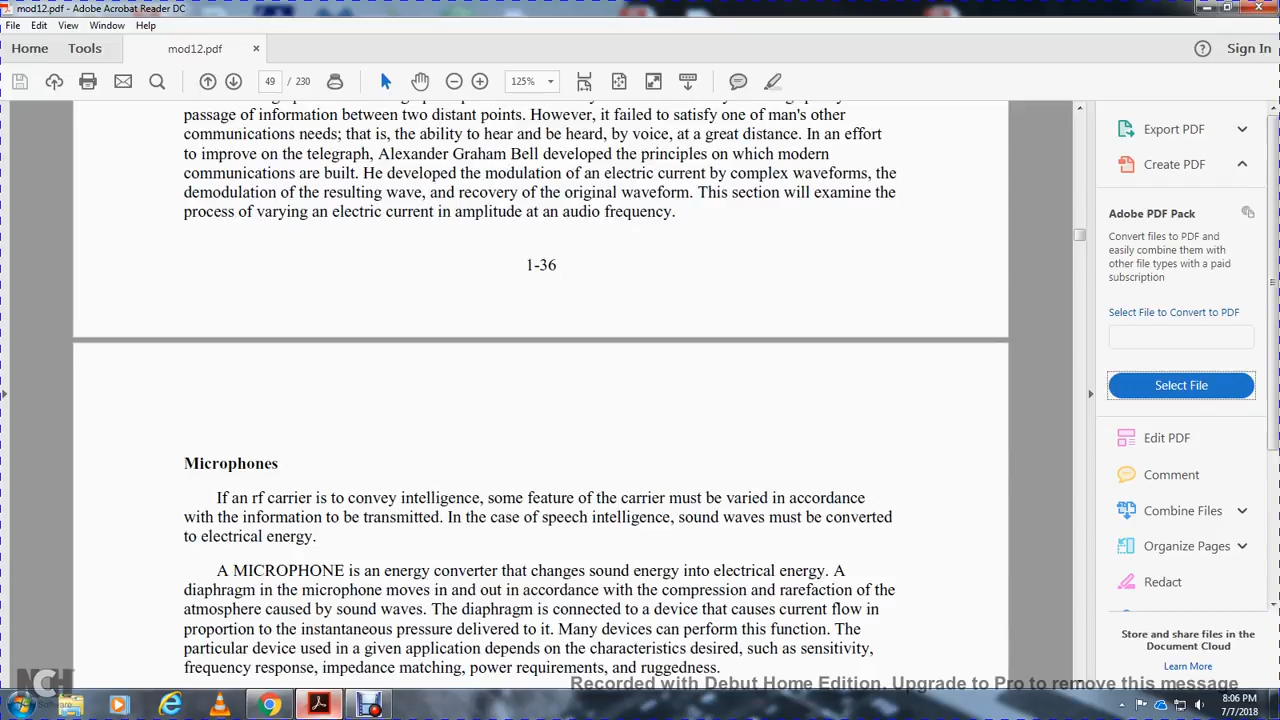 mod12.pdf - Adobe Acrobat Reader DC
File Edit View Window Help
Home Tools mod12.pdf × Sign In
49 / 230 125%
passage of information between two distant points. However, it failed to satisfy one of man's other
communications needs; that is, the ability to hear and be heard, by voice, at a great distance. In an effort
to improve on the telegraph, Alexander Graham Bell developed the principles on which modern
communications are built. He developed the modulation of an electric current by complex waveforms, the
demodulation of the resulting wave, and recovery of the original waveform. This section will examine the
process of varying an electric current in amplitude at an audio frequency.
1-36
Microphones
If an rf carrier is to convey intelligence, some feature of the carrier must be varied in accordance
with the information to be transmitted. In the case of speech intelligence, sound waves must be converted
to electrical energy.
A MICROPHONE is an energy converter that changes sound energy into electrical energy. A
diaphragm in the microphone moves in and out in accordance with the compression and rarefaction of the
atmosphere caused by sound waves. The diaphragm is connected to a device that causes current flow in
proportion to the instantaneous pressure delivered to it. Many devices can perform this function. The
particular device used in a given application depends on the characteristics desired, such as sensitivity,
frequency response, impedance matching, power requirements, and ruggedness.
Export PDF
Create PDF
Adobe PDF Pack
Convert files to PDF and
easily combine them with
other file types with a paid
subscription
Select File to Convert to PDF
Select File
Edit PDF
Comment
Combine Files
Organize Pages
Redact
Store and share files in the
Document Cloud
Learn More
NCH
Software
Recorded with Debut Home Edition. Upgrade to Pro to remove this message
8:06 PM
7/7/2018